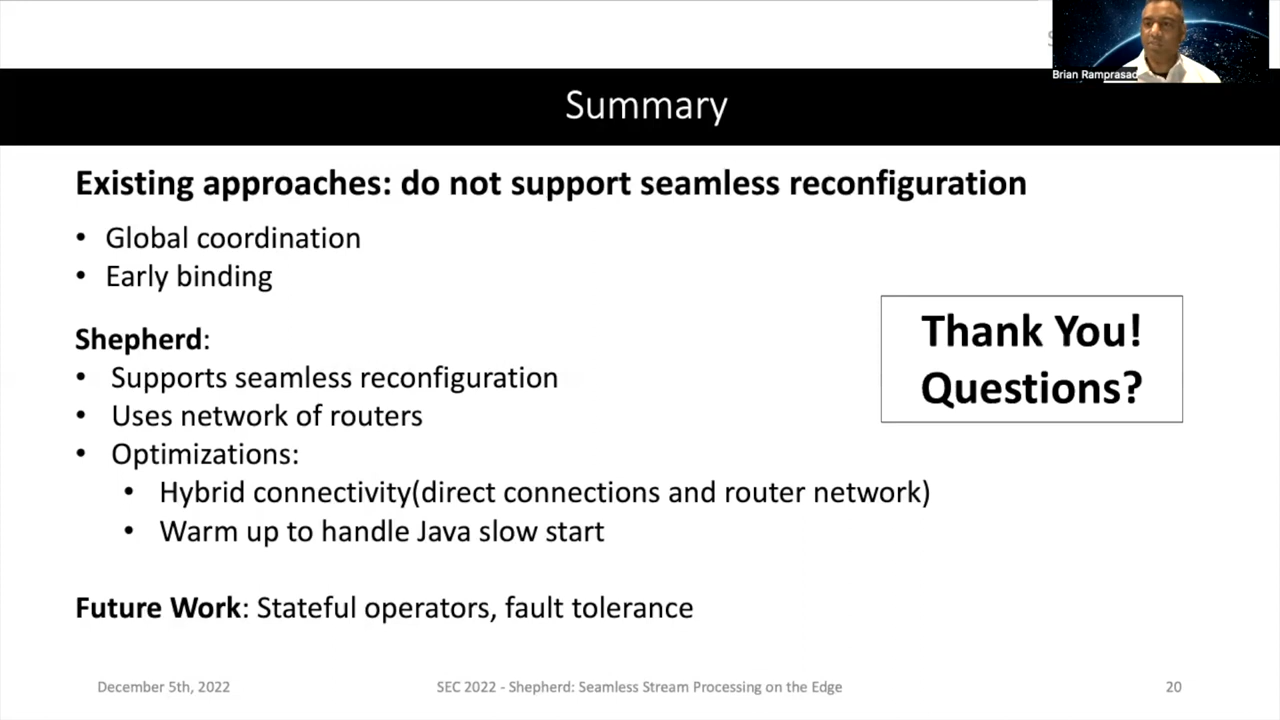 Brian Ramprasad
Summary
Existing approaches: do not support seamless reconfiguration
• Global coordination
• Early binding
Shepherd:
• Supports seamless reconfiguration
• Uses network of routers
• Optimizations:
• Hybrid connectivity(direct connections and router network)
• Warm up to handle Java slow start
Thank You!
Questions?
Future Work: Stateful operators, fault tolerance
December 5th, 2022
SEC 2022 - Shepherd: Seamless Stream Processing on the Edge
20